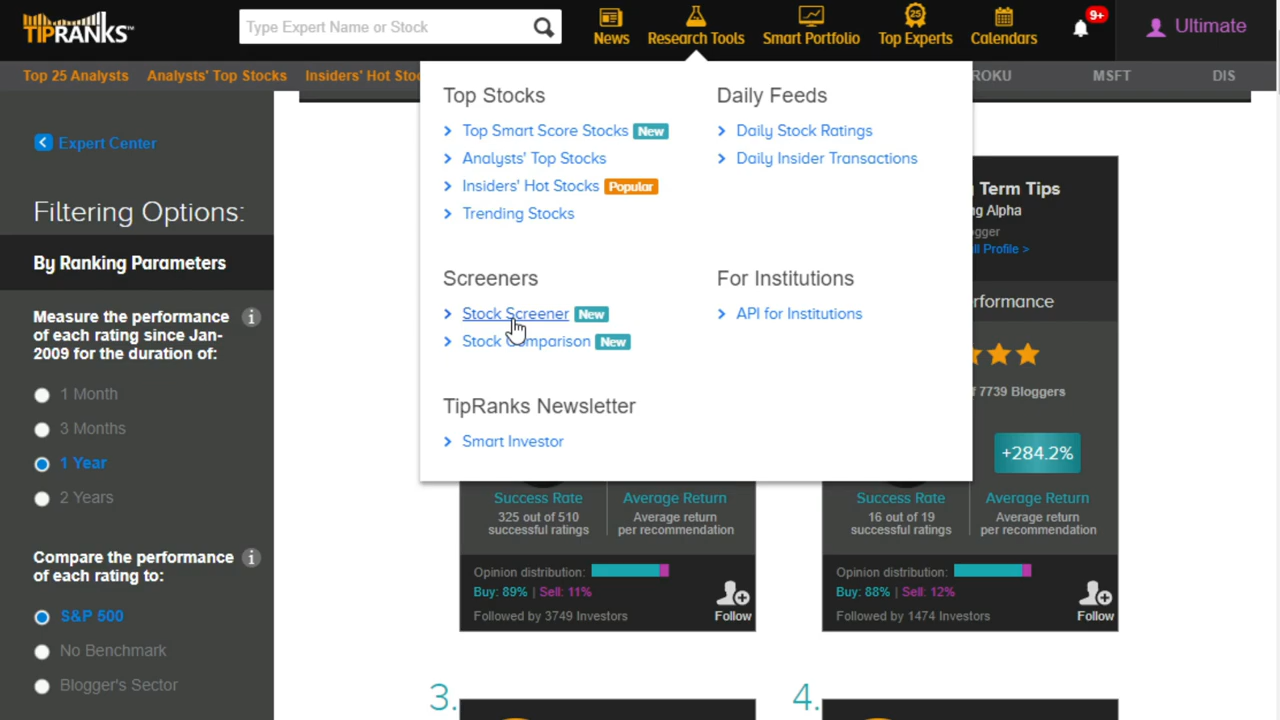 TIPRANKS
Type Expert Name or Stock
News
Research Tools
Smart Portfolio
25
Top Experts
Calendars
9+
Ultimate
Top 25 Analysts
Analysts' Top Stocks
Insiders' Hot
ROKU
MSFT
DIS
Expert Center
Filtering Options:
By Ranking Parameters
Measure the performance
of each rating since Jan-
2009 for the duration of:
i
1 Month
3 Months
1 Year
2 Years
Compare the performance
of each rating to:
i
S&P 500
No Benchmark
Blogger's Sector
Top Stocks
Top Smart Score Stocks New
Analysts' Top Stocks
Insiders' Hot Stocks Popular
Trending Stocks
Daily Feeds
Daily Stock Ratings
Daily Insider Transactions
Screeners
Stock Screener New
Stock Comparison New
For Institutions
API for Institutions
TipRanks Newsletter
Smart Investor
Term Tips
Alpha
Profile >
of 7739 Bloggers
+284.2%
Success Rate
325 out of 510
successful ratings
Average Return
Average return
per recommendation
Opinion distribution:
Buy: 89% | Sell: 11%
Followed by 3749 Investors
Follow
Success Rate
16 out of 19
successful ratings
Average Return
Average return
per recommendation
Opinion distribution:
Buy: 88% | Sell: 12%
Followed by 1474 Investors
Follow
3.
4.